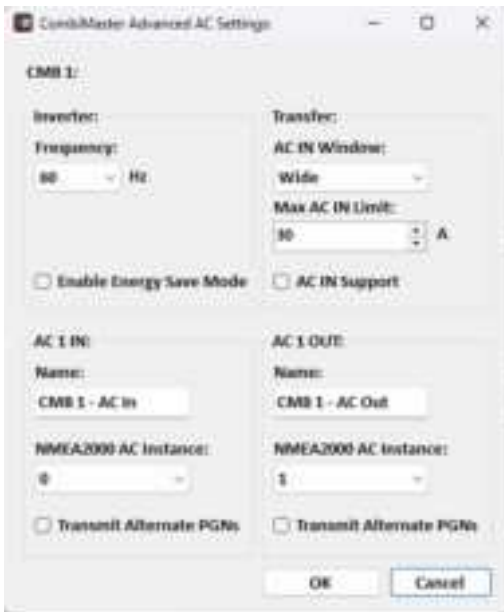 CombiMaster Advanced AC Settings
CMB 1:
Inverter:
Frequency:
60 Hz
Enable Energy Save Mode
Transfer:
AC IN Window:
Wide
Max AC IN Limit:
30 A
AC IN Support
AC 1 IN:
Name:
CMB 1 - AC In
NMEA2000 AC Instance:
0
Transmit Alternate PGNs
AC 1 OUT:
Name:
CMB 1 - AC Out
NMEA2000 AC Instance:
1
Transmit Alternate PGNs
OK
Cancel